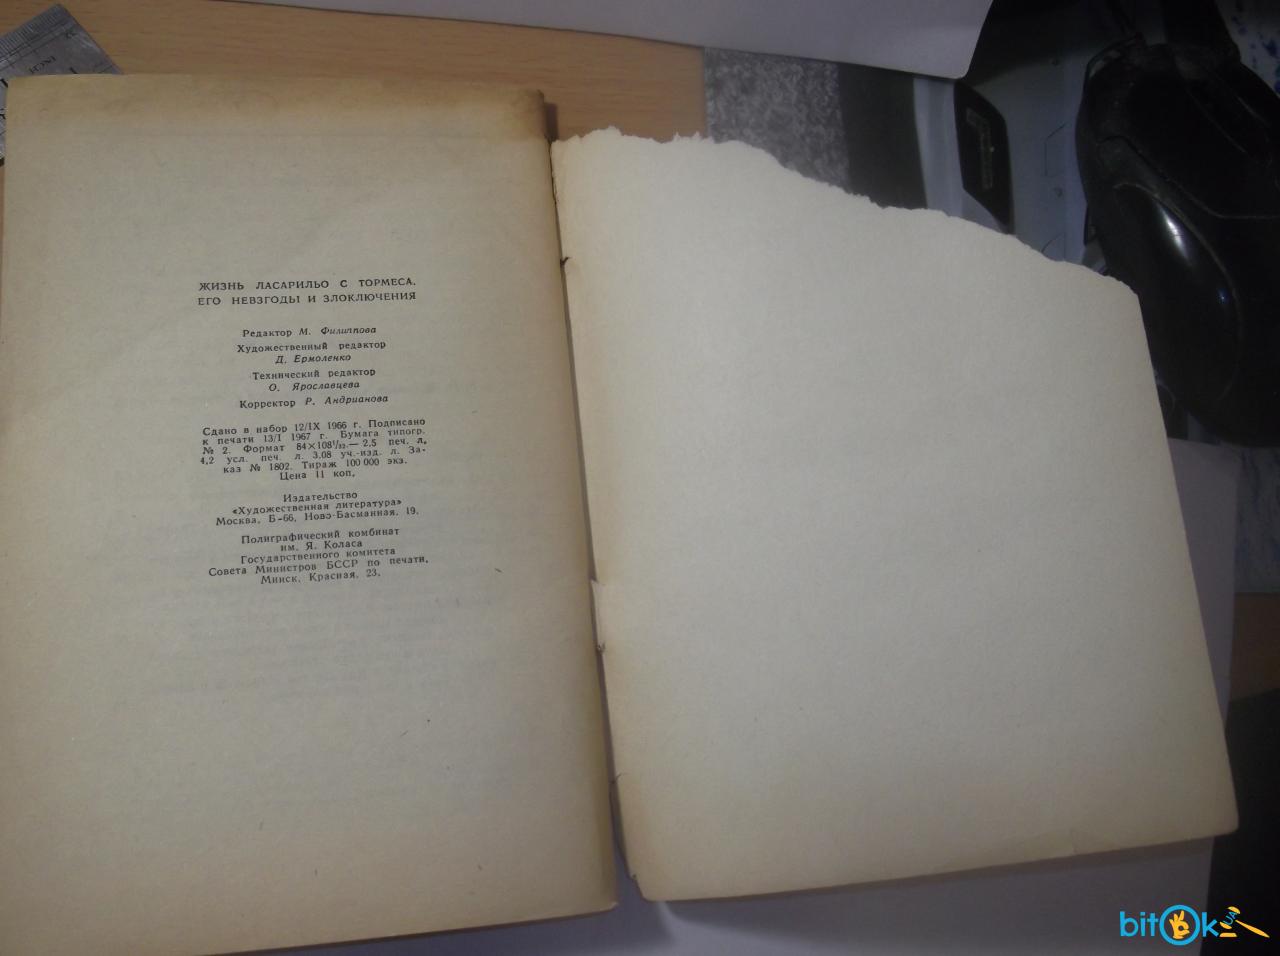 ЖИЗНЬ ЛАСАРИЛЬО С ТОРМЕСА,
ЕГО НЕВЗГОДЫ И ЗЛОКЛЮЧЕНИЯ
Редактор М. Филиппова
Художественный редактор
Д. Ермоленко
Технический редактор
О. Ярославцева
Корректор Р. Андрианова
Сдано в набор 12/IX 1966 г. Подписано
к печати 13/I 1967 г. Бумага типогр.
№ 2. Формат 84×108¹/₃₂ — 2,5 печ. л.
4,2 усл. печ. л. 3,08 уч.-изд. л. За-
каз № 1802. Тираж 100 000 экз.
Цена 11 коп.
Издательство
«Художественная литература»
Москва, Б-66, Ново-Басманная, 19.
Полиграфический комбинат
им. Я. Коласа
Государственного комитета
Совета Министров БССР по печати,
Минск, Красная, 23.
INCH
bitOk UA